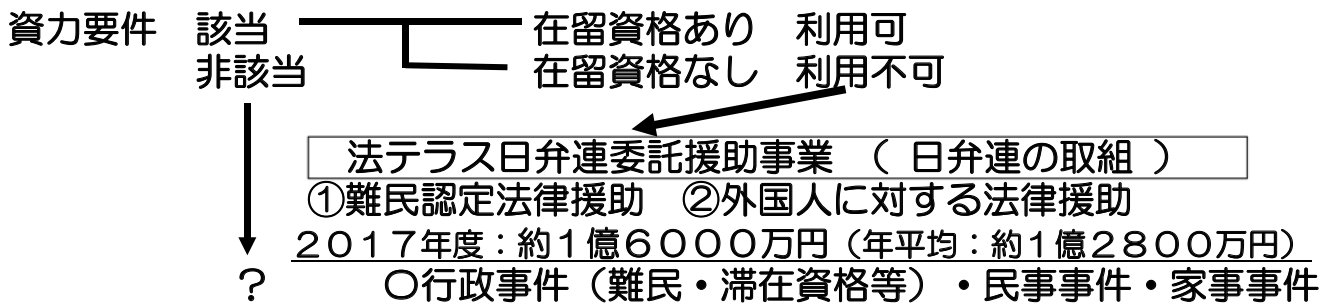 資力要件　該当　在留資格あり　利用可
非該当　在留資格なし　利用不可
法テラス日弁連委託援助事業　（ 日弁連の取組 ）
①難民認定法律援助　②外国人に対する法律援助
２０１７年度：約１億６０００万円（年平均：約１億２８００万円）
？　〇行政事件（難民・滞在資格等）・民事事件・家事事件